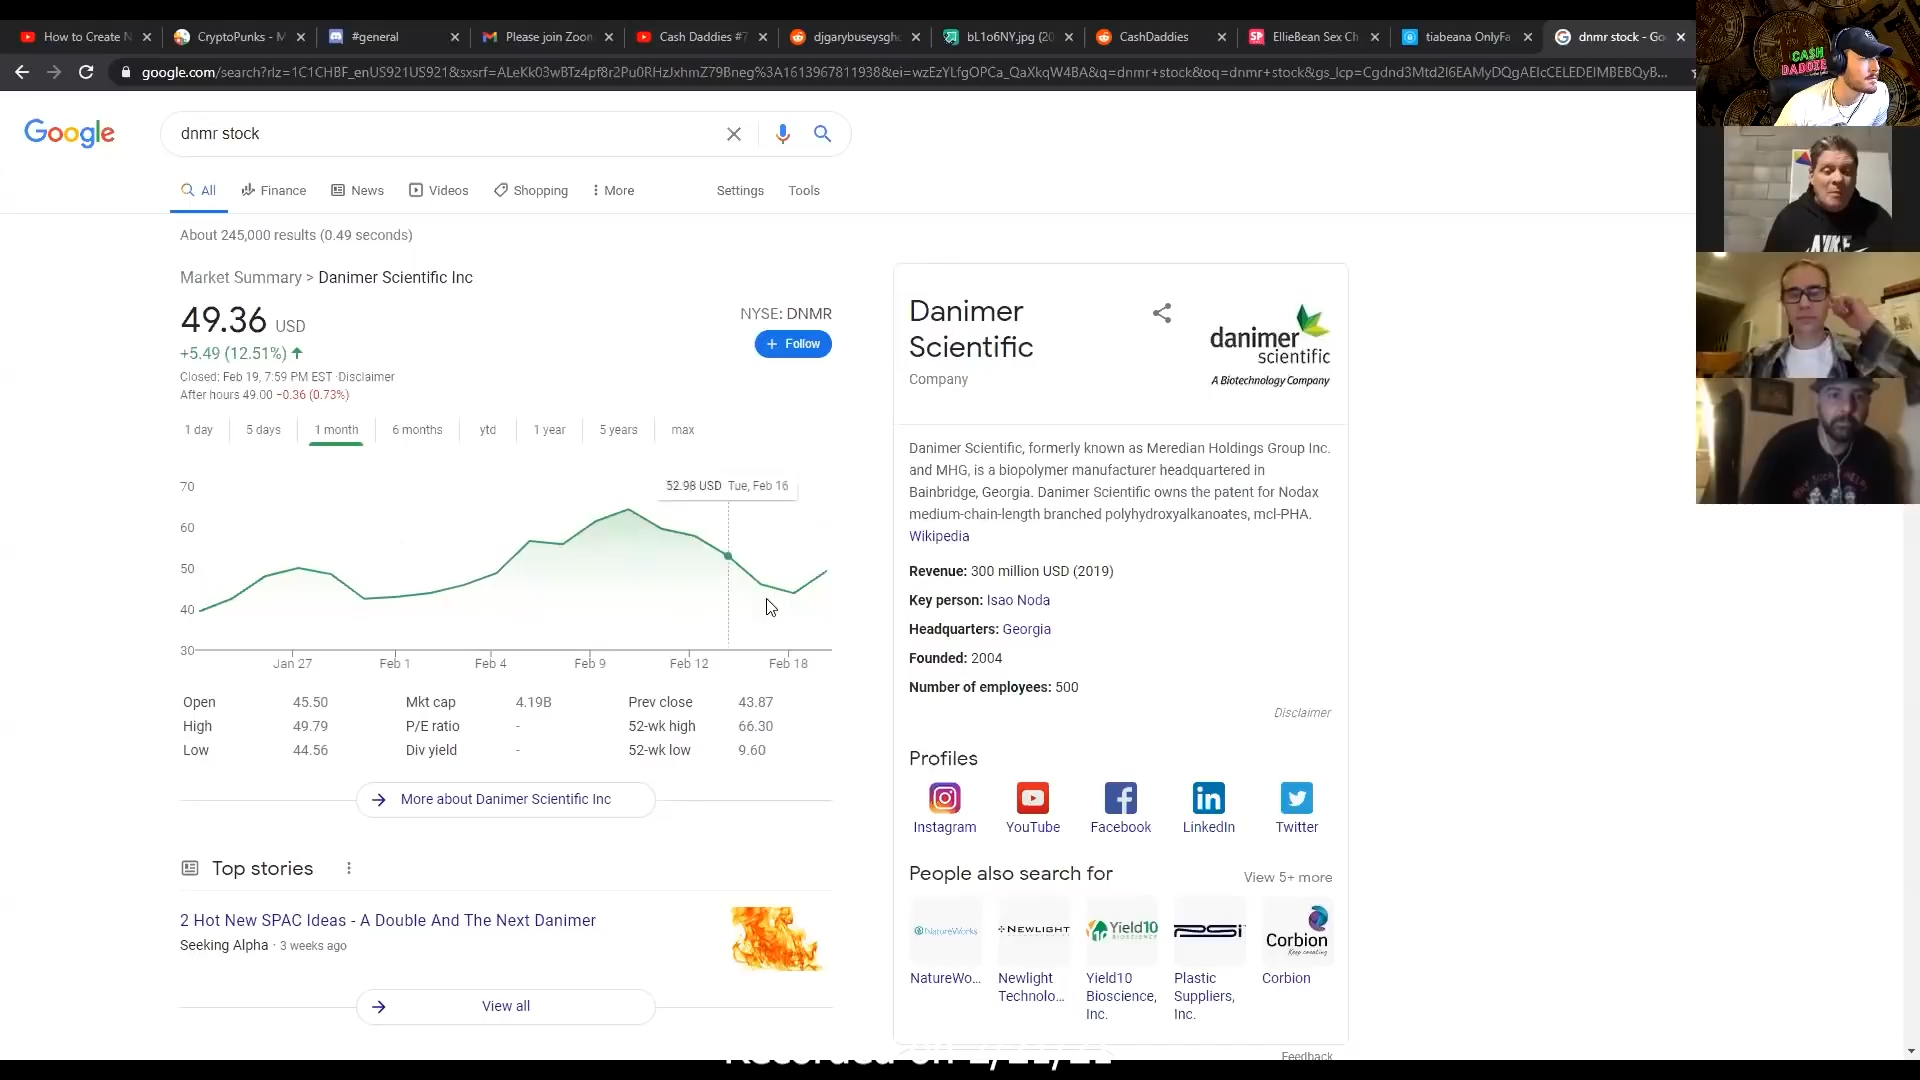 How to Create N
CryptoPunks - M
#general
Please join Zoom
Cash Daddies #7
djgarybuseysgh
bL1o6NY.jpg (20
CashDaddies
EllieBean Sex Ch
tiabeana OnlyFa
dnmr stock - Go
google.com/search?rlz=1C1CHBF_enUS921US921&sxsrf=ALeKk03wBTz4pf8r2Pu0RHzJxhmZ79Bneg%3A1613967811938&ei=wzEzYLfgOPCa_QaXkqW4BA&q=dnmr+stock&oq=dnmr+stock&gs_lcp=Cgdnd3Mtd2l6EAMyDQgAEIcCELEDEIMBEBQyB...
CASH
DADDIES
Google
dnmr stock
All
Finance
News
Videos
Shopping
More
Settings
Tools
About 245,000 results (0.49 seconds)
Market Summary > Danimer Scientific Inc
49.36 USD
NYSE: DNMR
+5.49 (12.51%)
+ Follow
Closed: Feb 19, 7:59 PM EST · Disclaimer
After hours 49.00 −0.36 (0.73%)
1 day
5 days
1 month
6 months
ytd
1 year
5 years
max
52.98 USD Tue, Feb 16
70
60
50
40
30
Jan 27
Feb 1
Feb 4
Feb 9
Feb 12
Feb 18
Open 45.50 Mkt cap 4.19B Prev close 43.87
High 49.79 P/E ratio - 52-wk high 66.30
Low 44.56 Div yield - 52-wk low 9.60
More about Danimer Scientific Inc
Top stories
2 Hot New SPAC Ideas - A Double And The Next Danimer
Seeking Alpha · 3 weeks ago
View all
Danimer
Scientific
Company
danimer
scientific
A Biotechnology Company
Danimer Scientific, formerly known as Meredian Holdings Group Inc.
and MHG, is a biopolymer manufacturer headquartered in
Bainbridge, Georgia. Danimer Scientific owns the patent for Nodax
medium-chain-length branched polyhydroxyalkanoates, mcl-PHA.
Wikipedia
Revenue: 300 million USD (2019)
Key person: Isao Noda
Headquarters: Georgia
Founded: 2004
Number of employees: 500
Disclaimer
Profiles
Instagram
YouTube
Facebook
LinkedIn
Twitter
People also search for
View 5+ more
NatureWorks
NEWLIGHT
Yield10
BIOSCIENCE
PSi
Corbion
Keep creating
NatureWo...
Newlight
Technolo...
Yield10
Bioscience,
Inc.
Plastic
Suppliers,
Inc.
Corbion
Feedback